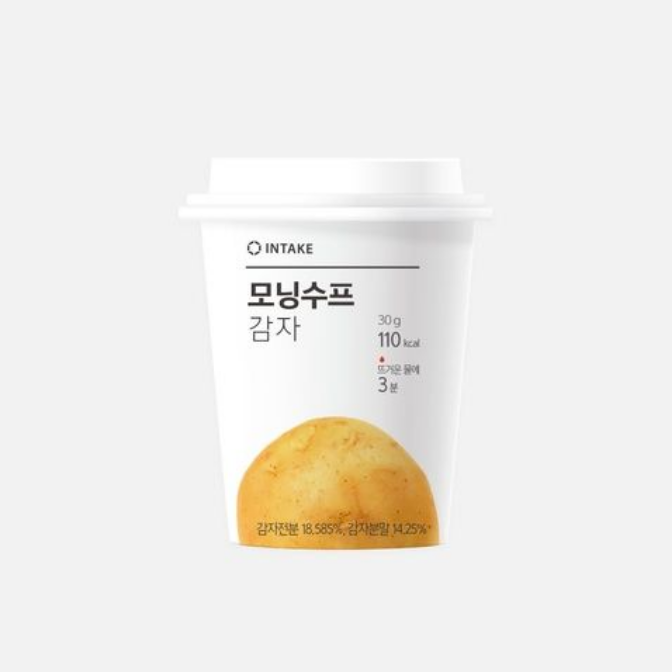 INTAKE
모닝수프
감자
30g
110 kcal
뜨거운 물에
3분
감자전분 18.585%, 감자분말 14.25%